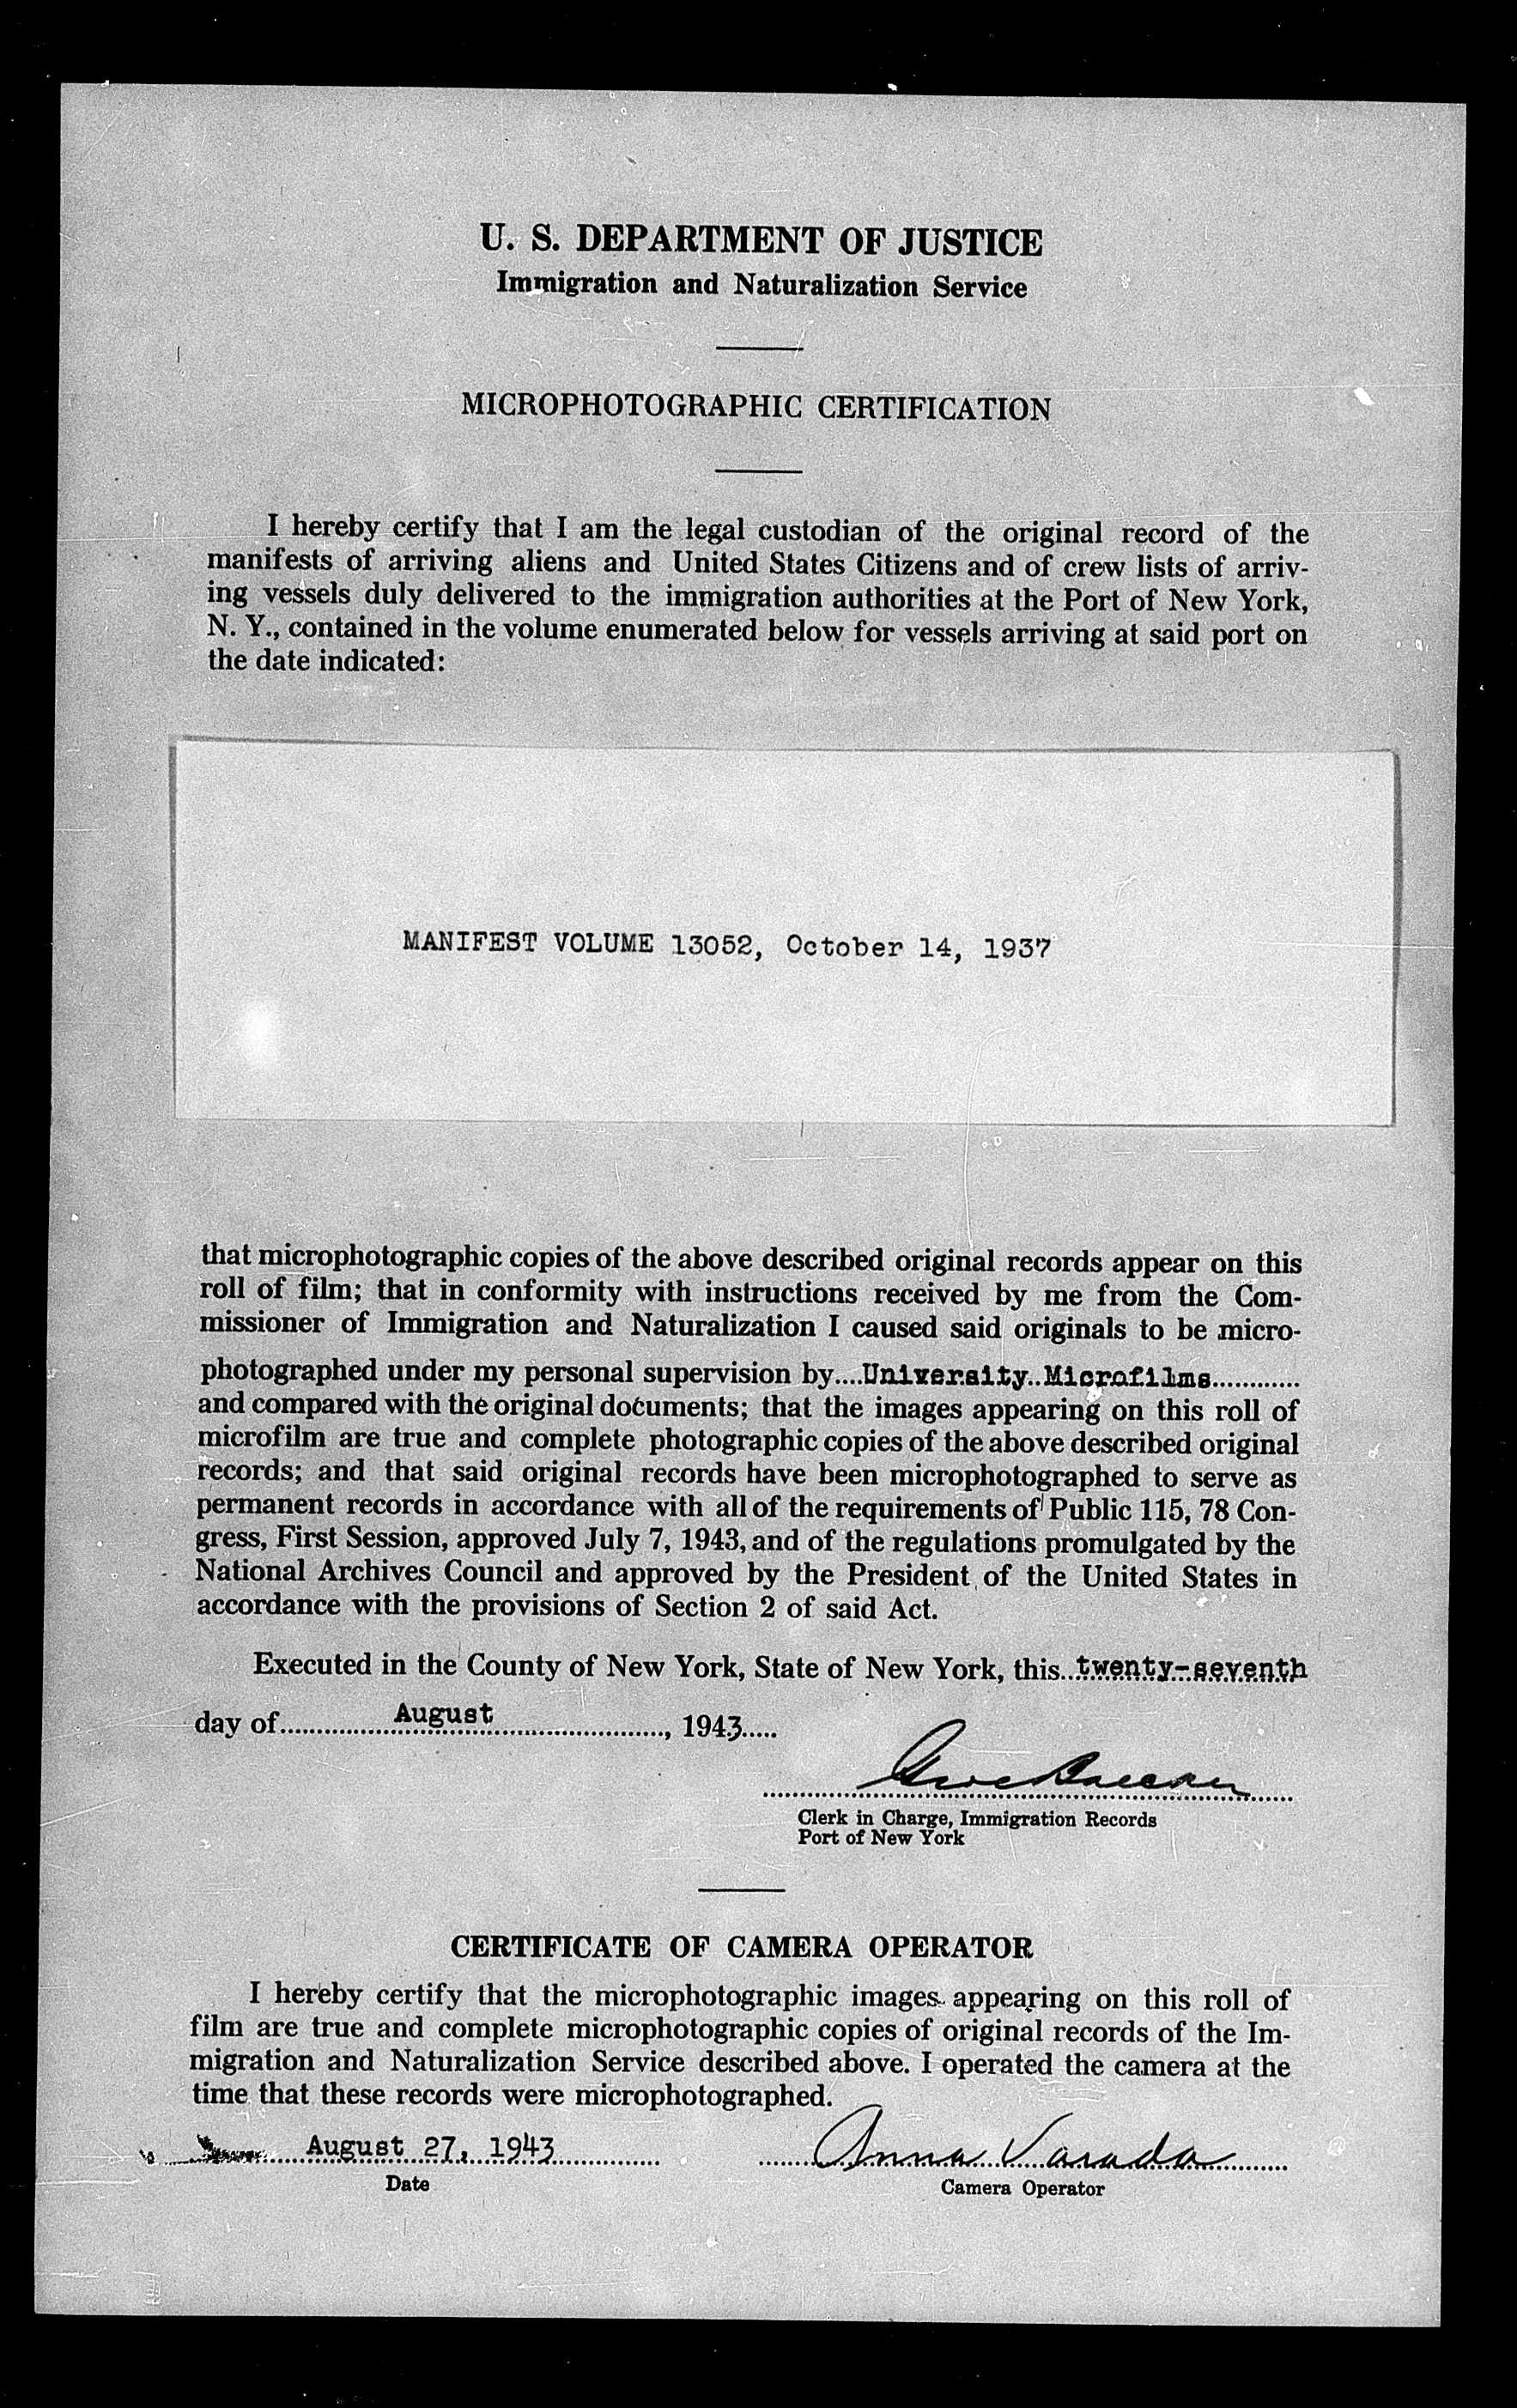 U. S. DEPARTMENT OF JUSTICE
Immigration and Naturalization Service
MICROPHOTOGRAPHIC CERTIFICATION
I hereby certify that I am the legal custodian of the original record of the
manifests of arriving aliens and United States Citizens and of crew lists of arriv-
ing vessels duly delivered to the immigration authorities at the Port of New York,
N. Y., contained in the volume enumerated below for vessels arriving at said port on
the date indicated:
MANIFEST VOLUME 13052, October 14, 1937
that microphotographic copies of the above described original records appear on this
roll of film; that in conformity with instructions received by me from the Com-
missioner of Immigration and Naturalization I caused said originals to be micro-
photographed under my personal supervision by....University Microfilms............
and compared with the original documents; that the images appearing on this roll of
microfilm are true and complete photographic copies of the above described original
records; and that said original records have been microphotographed to serve as
permanent records in accordance with all of the requirements of Public 115, 78 Con-
gress, First Session, approved July 7, 1943, and of the regulations promulgated by the
National Archives Council and approved by the President of the United States in
accordance with the provisions of Section 2 of said Act.
Executed in the County of New York, State of New York, this..twenty-seventh
day of................August........................., 1943.....
Clerk in Charge, Immigration Records
Port of New York
CERTIFICATE OF CAMERA OPERATOR
I hereby certify that the microphotographic images appearing on this roll of
film are true and complete microphotographic copies of original records of the Im-
migration and Naturalization Service described above. I operated the camera at the
time that these records were microphotographed.
August 27, 1943 Anna Varada
Date Camera Operator